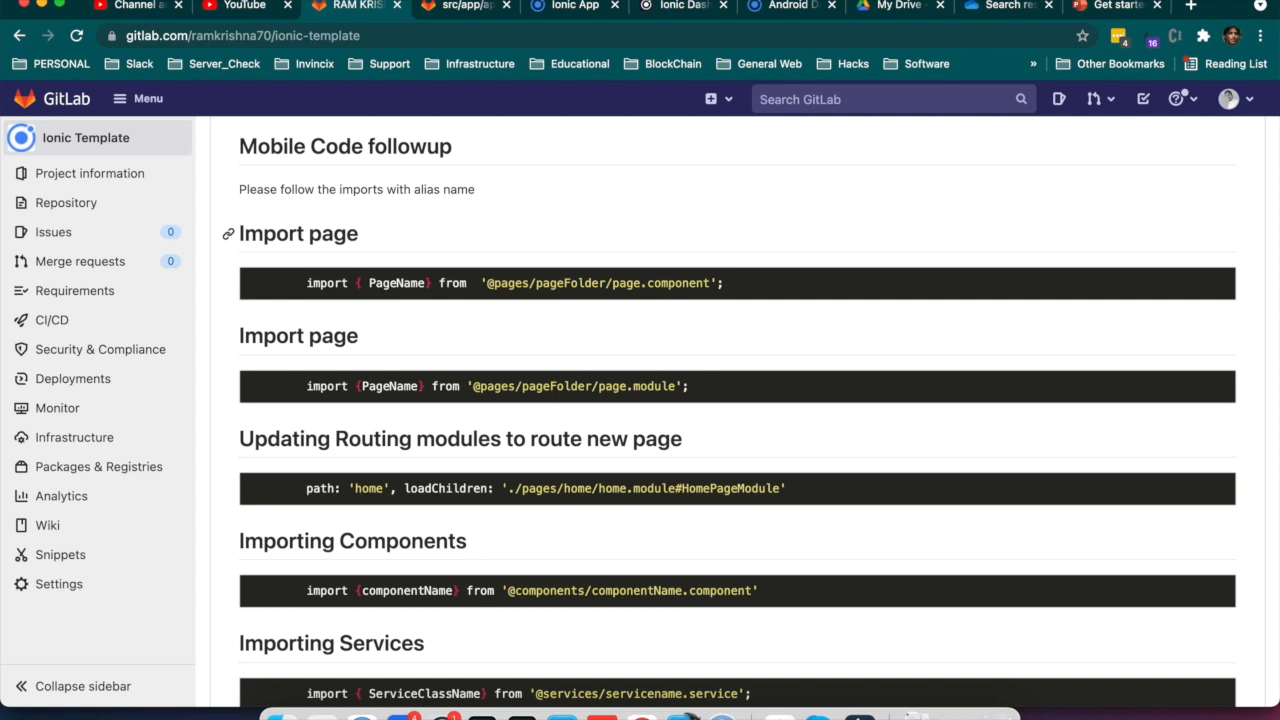 Channel a
YouTube
RAM KRIS
src/app/ap
Ionic App
Ionic Das
Android D
My Drive -
Search re
Get starte
gitlab.com/ramkrishna70/ionic-template
4
16
PERSONAL
Slack
Server_Check
Invincix
Support
Infrastructure
Educational
BlockChain
General Web
Hacks
Software
»
Other Bookmarks
Reading List
GitLab
Menu
Search GitLab
Ionic Template
Project information
Repository
Issues 0
Merge requests 0
Requirements
CI/CD
Security & Compliance
Deployments
Monitor
Infrastructure
Packages & Registries
Analytics
Wiki
Snippets
Settings
Collapse sidebar
Mobile Code followup
Please follow the imports with alias name
Import page
import { PageName} from  '@pages/pageFolder/page.component';
Import page
import {PageName} from '@pages/pageFolder/page.module';
Updating Routing modules to route new page
path: 'home', loadChildren: './pages/home/home.module#HomePageModule'
Importing Components
import {componentName} from '@components/componentName.component'
Importing Services
import { ServiceClassName} from '@services/servicename.service';